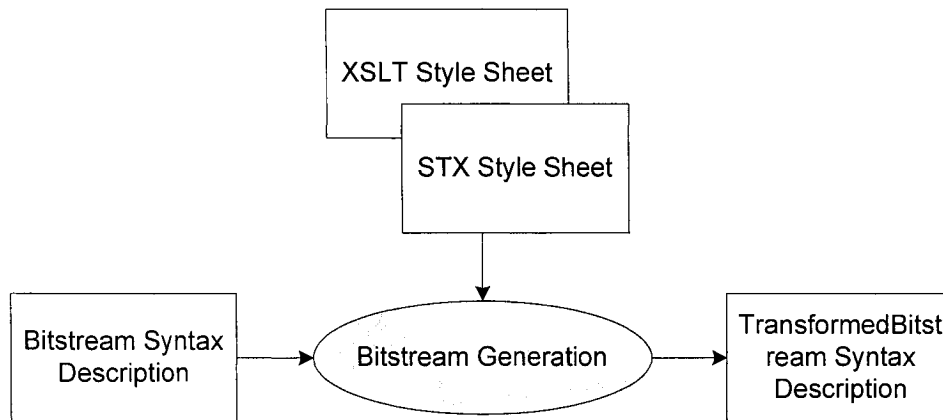 XSLT Style Sheet
STX Style Sheet
Bitstream Syntax
Description
Bitstream Generation
TransformedBitst
ream Syntax
Description